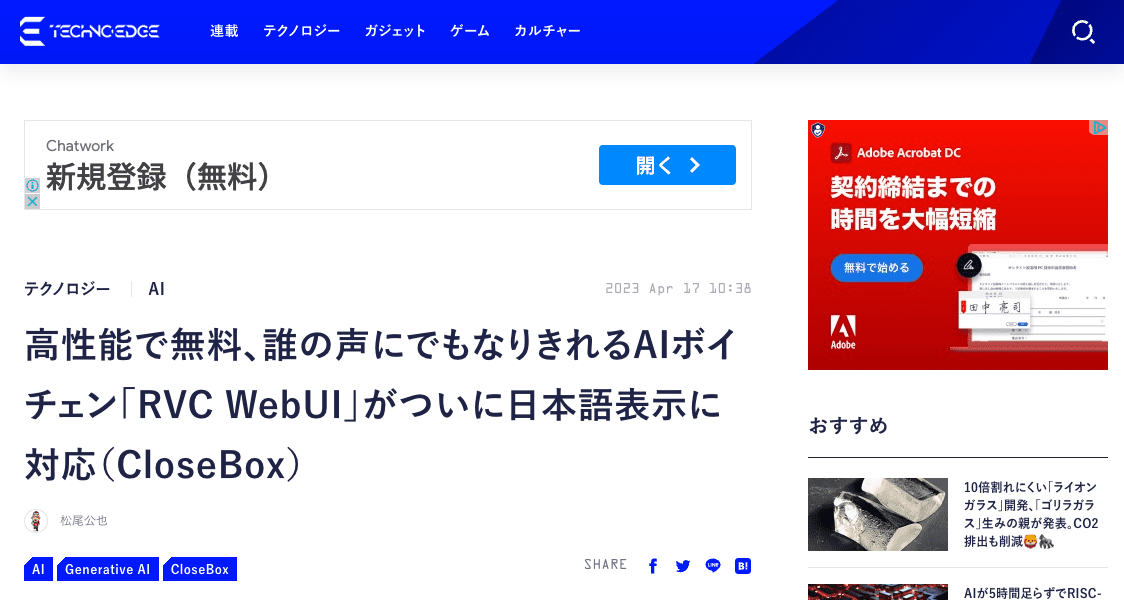 TECHNOEDGE
連載
テクノロジー
ガジェット
ゲーム
カルチャー
Chatwork
新規登録（無料）
開く
テクノロジー
AI
2023 Apr 17 10:38
高性能で無料、誰の声にでもなりきれるAIボイ
チェン「RVC WebUI」がついに日本語表示に
対応（CloseBox）
松尾公也
AI
Generative AI
CloseBox
SHARE
LINE
B!
Adobe Acrobat DC
契約締結までの
時間を大幅短縮
無料で始める
田中 亮司
Adobe
おすすめ
10倍割れにくい「ライオン
ガラス」開発、「ゴリラガラ
ス」生みの親が発表。CO2
排出も削減🦁🦍
AIが5時間足らずでRISC-